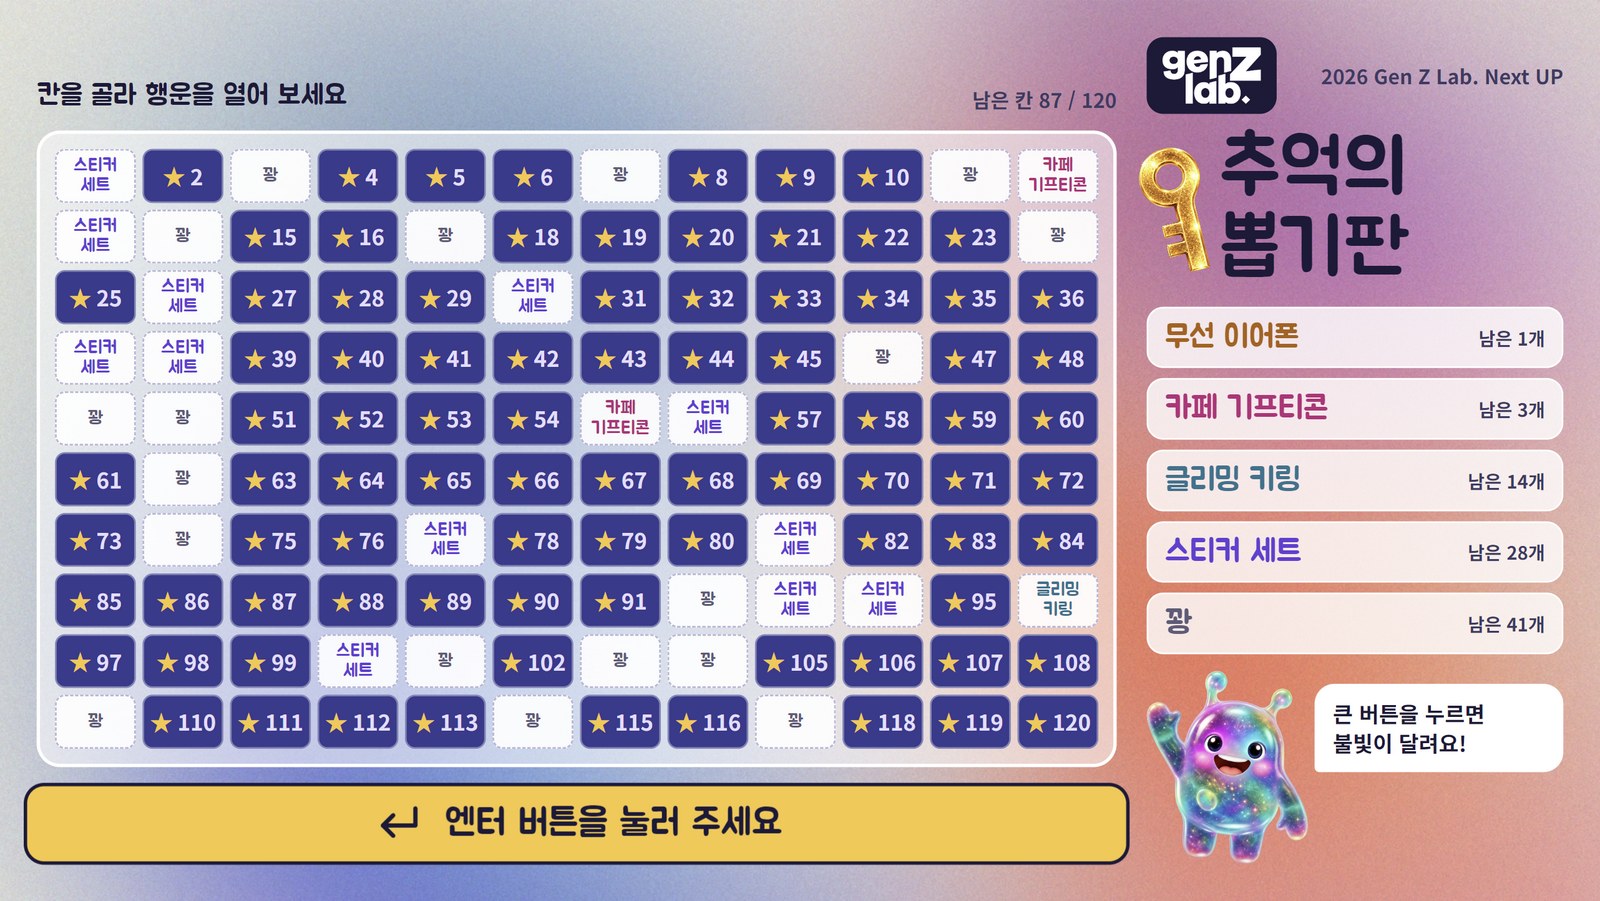 칸을 골라 행운을 열어 보세요
남은 칸 87 / 120
genZ
lab.
2026 Gen Z Lab. Next UP
추억의
뽑기판
스티커 세트 ★ 2 꽝 ★ 4 ★ 5 ★ 6 꽝 ★ 8 ★ 9 ★ 10 꽝 카페 기프티콘
스티커 세트 꽝 ★ 15 ★ 16 꽝 ★ 18 ★ 19 ★ 20 ★ 21 ★ 22 ★ 23 꽝
★ 25 스티커 세트 ★ 27 ★ 28 ★ 29 스티커 세트 ★ 31 ★ 32 ★ 33 ★ 34 ★ 35 ★ 36
스티커 세트 스티커 세트 ★ 39 ★ 40 ★ 41 ★ 42 ★ 43 ★ 44 ★ 45 꽝 ★ 47 ★ 48
꽝 꽝 ★ 51 ★ 52 ★ 53 ★ 54 카페 기프티콘 스티커 세트 ★ 57 ★ 58 ★ 59 ★ 60
★ 61 꽝 ★ 63 ★ 64 ★ 65 ★ 66 ★ 67 ★ 68 ★ 69 ★ 70 ★ 71 ★ 72
★ 73 꽝 ★ 75 ★ 76 스티커 세트 ★ 78 ★ 79 ★ 80 스티커 세트 ★ 82 ★ 83 ★ 84
★ 85 ★ 86 ★ 87 ★ 88 ★ 89 ★ 90 ★ 91 꽝 스티커 세트 스티커 세트 ★ 95 글리밍 키링
★ 97 ★ 98 ★ 99 스티커 세트 꽝 ★ 102 꽝 꽝 ★ 105 ★ 106 ★ 107 ★ 108
꽝 ★ 110 ★ 111 ★ 112 ★ 113 꽝 ★ 115 ★ 116 꽝 ★ 118 ★ 119 ★ 120
무선 이어폰 남은 1개
카페 기프티콘 남은 3개
글리밍 키링 남은 14개
스티커 세트 남은 28개
꽝 남은 41개
큰 버튼을 누르면
불빛이 달려요!
엔터 버튼을 눌러 주세요